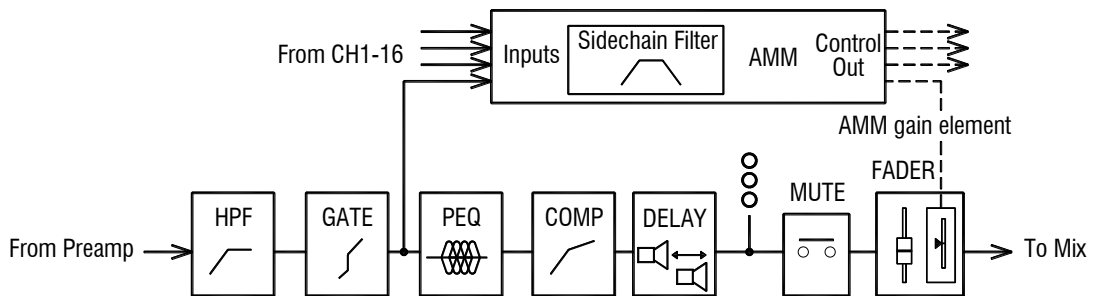 From CH1-16
Inputs
Sidechain Filter
AMM
Control
Out
AMM gain element
FADER
MUTE
HPF
GATE
PEQ
COMP
DELAY
From Preamp
To Mix